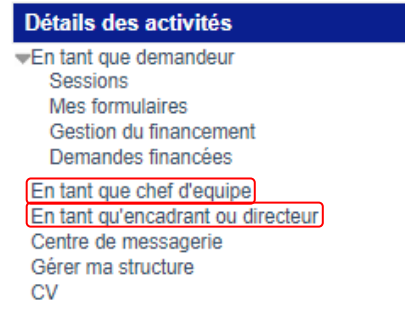 Détails des activités
En tant que demandeur
Sessions
Mes formulaires
Gestion du financement
Demandes financées
En tant que chef d'equipe
En tant qu'encadrant ou directeur
Centre de messagerie
Gérer ma structure
CV